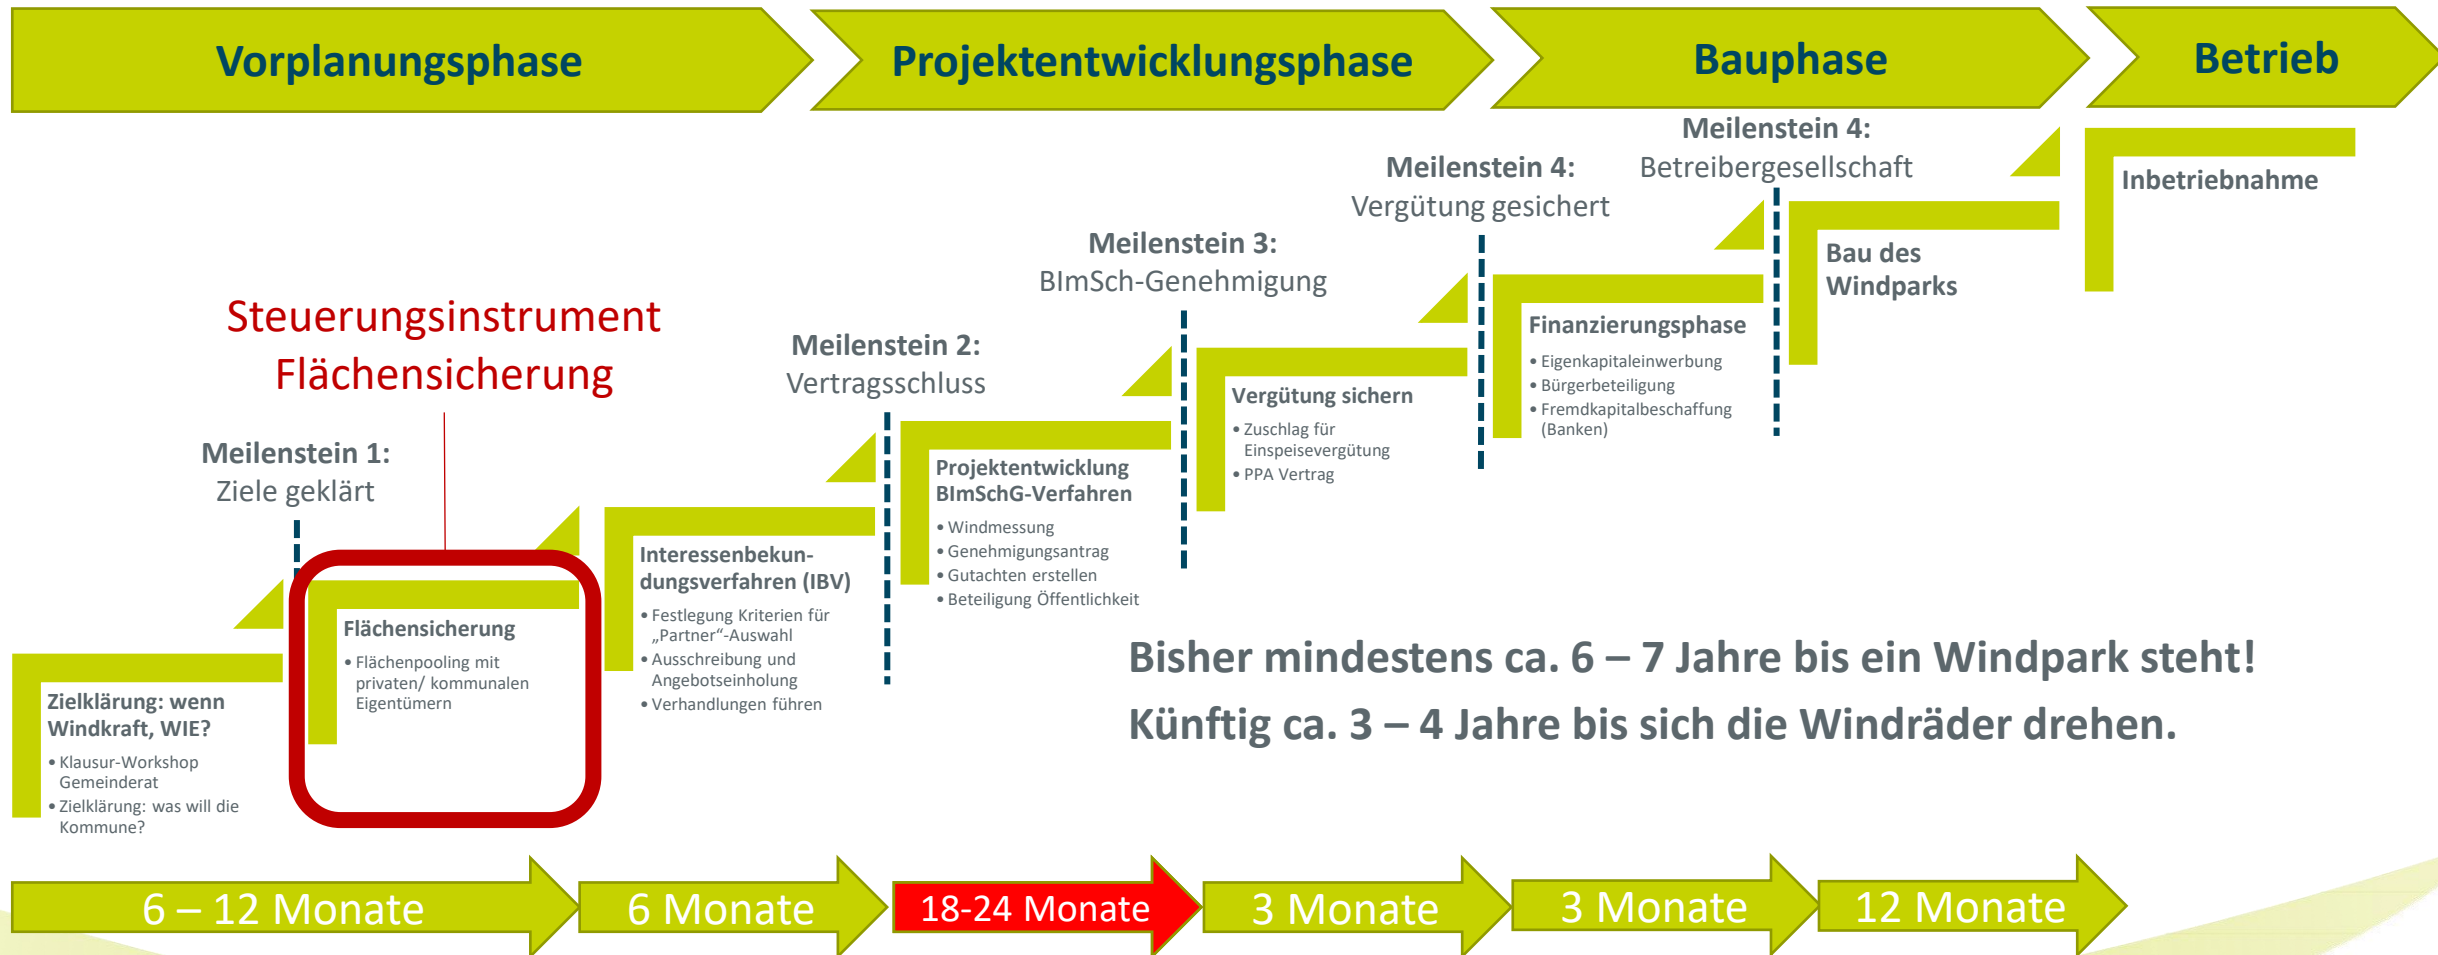 Vorplanungsphase
Projektentwicklungsphase
Bauphase
Betrieb
Steuerungsinstrument
Flächensicherung
Meilenstein 1:
Ziele geklärt
Meilenstein 2:
Vertragsschluss
Meilenstein 3:
BImSch-Genehmigung
Meilenstein 4:
Vergütung gesichert
Meilenstein 4:
Betreibergesellschaft
Zielklärung: wenn
Windkraft, WIE?
• Klausur-Workshop
Gemeinderat
• Zielklärung: was will die
Kommune?
Flächensicherung
• Flächenpooling mit
privaten/ kommunalen
Eigentümern
Interessenbekun-
dungsverfahren (IBV)
• Festlegung Kriterien für
„Partner“-Auswahl
• Ausschreibung und
Angebotseinholung
• Verhandlungen führen
Projektentwicklung
BImSchG-Verfahren
• Windmessung
• Genehmigungsantrag
• Gutachten erstellen
• Beteiligung Öffentlichkeit
Vergütung sichern
• Zuschlag für
Einspeisevergütung
• PPA Vertrag
Finanzierungsphase
• Eigenkapitaleinwerbung
• Bürgerbeteiligung
• Fremdkapitalbeschaffung
(Banken)
Bau des
Windparks
Inbetriebnahme
Bisher mindestens ca. 6 – 7 Jahre bis ein Windpark steht!
Künftig ca. 3 – 4 Jahre bis sich die Windräder drehen.
6 – 12 Monate
6 Monate
18-24 Monate
3 Monate
3 Monate
12 Monate